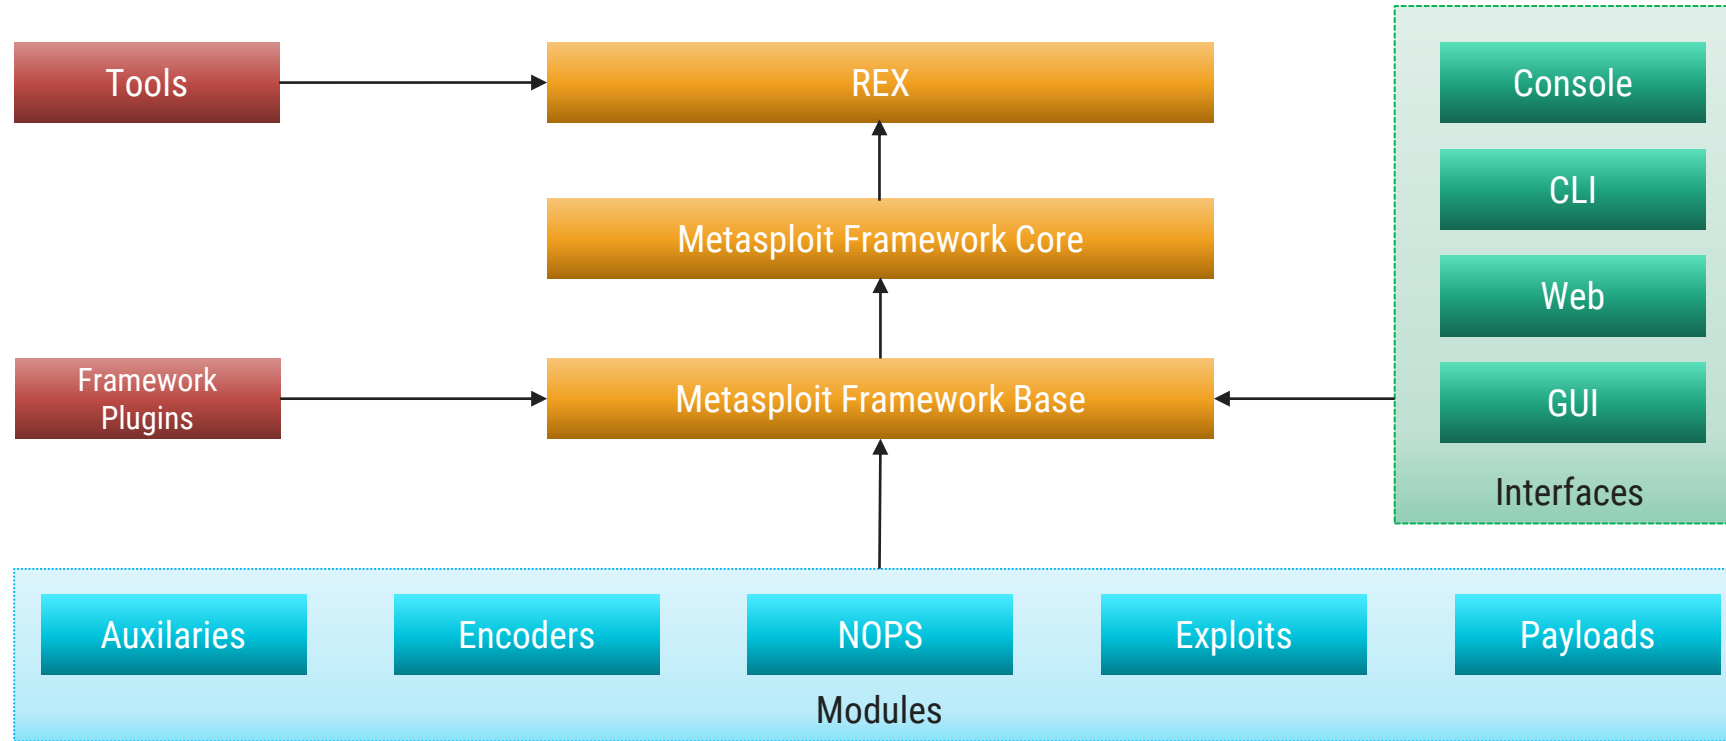 Tools
REX
Console
CLI
Metasploit Framework Core
Web
Framework
Plugins
Metasploit Framework Base
GUI
Interfaces
Auxilaries
Encoders
NOPS
Exploits
Payloads
Modules